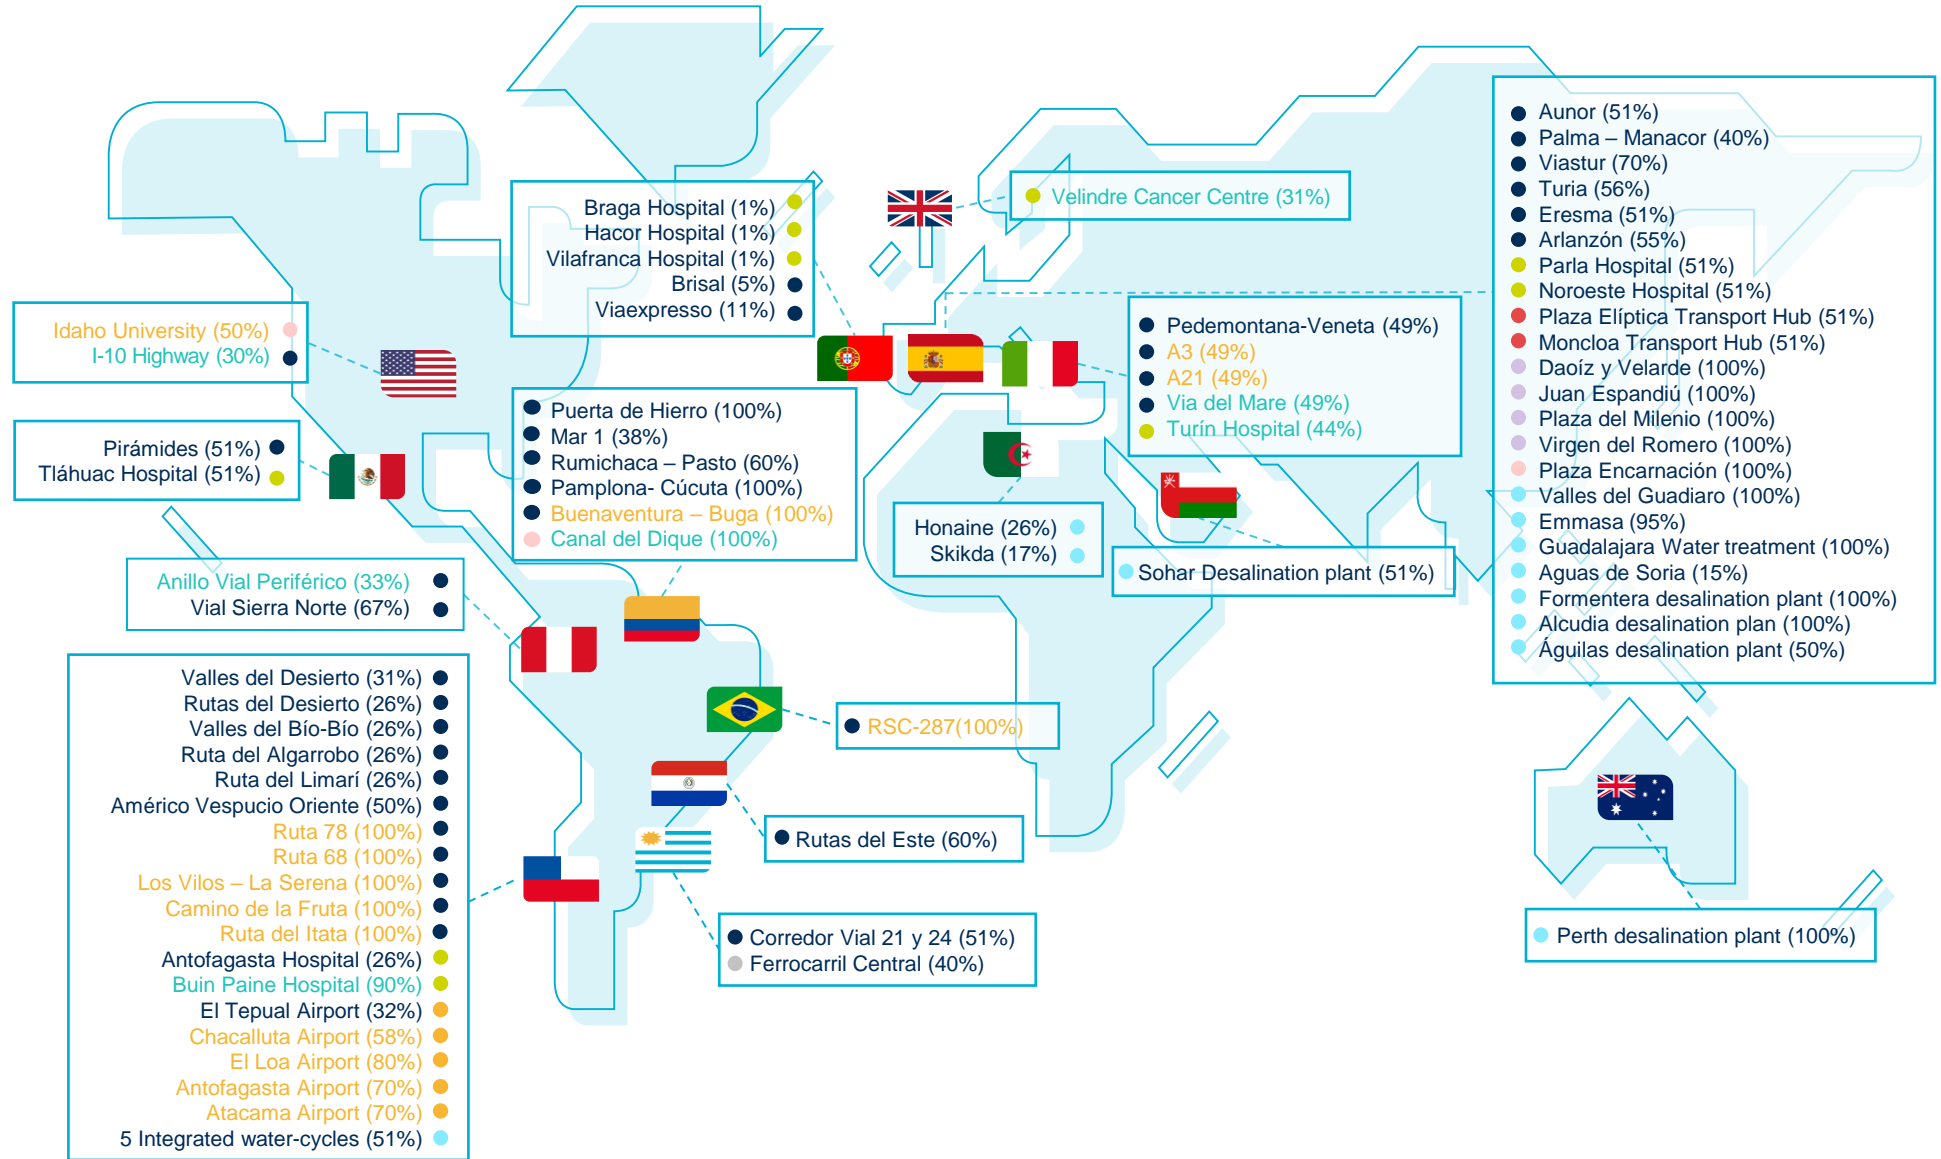 Braga Hospital (1%)
Hacor Hospital (1%)
Vilafranca Hospital (1%)
Brisal (5%)
Viaexpresso (11%)
Velindre Cancer Centre (31%)
Aunor (51%)
Palma – Manacor (40%)
Viastur (70%)
Turia (56%)
Eresma (51%)
Arlanzón (55%)
Parla Hospital (51%)
Noroeste Hospital (51%)
Plaza Elíptica Transport Hub (51%)
Moncloa Transport Hub (51%)
Daoíz y Velarde (100%)
Juan Espandiú (100%)
Plaza del Milenio (100%)
Virgen del Romero (100%)
Plaza Encarnación (100%)
Valles del Guadiaro (100%)
Emmasa (95%)
Guadalajara Water treatment (100%)
Aguas de Soria (15%)
Formentera desalination plant (100%)
Alcudia desalination plan (100%)
Águilas desalination plant (50%)
Idaho University (50%)
I-10 Highway (30%)
Pedemontana-Veneta (49%)
A3 (49%)
A21 (49%)
Via del Mare (49%)
Turín Hospital (44%)
Pirámides (51%)
Tláhuac Hospital (51%)
Puerta de Hierro (100%)
Mar 1 (38%)
Rumichaca – Pasto (60%)
Pamplona- Cúcuta (100%)
Buenaventura – Buga (100%)
Canal del Dique (100%)
Honaine (26%)
Skikda (17%)
Sohar Desalination plant (51%)
Anillo Vial Periférico (33%)
Vial Sierra Norte (67%)
Valles del Desierto (31%)
Rutas del Desierto (26%)
Valles del Bío-Bío (26%)
Ruta del Algarrobo (26%)
Ruta del Limarí (26%)
Américo Vespucio Oriente (50%)
Ruta 78 (100%)
Ruta 68 (100%)
Los Vilos – La Serena (100%)
Camino de la Fruta (100%)
Ruta del Itata (100%)
Antofagasta Hospital (26%)
Buin Paine Hospital (90%)
El Tepual Airport (32%)
Chacalluta Airport (58%)
El Loa Airport (80%)
Antofagasta Airport (70%)
Atacama Airport (70%)
5 Integrated water-cycles (51%)
RSC-287(100%)
Rutas del Este (60%)
Corredor Vial 21 y 24 (51%)
Ferrocarril Central (40%)
Perth desalination plant (100%)